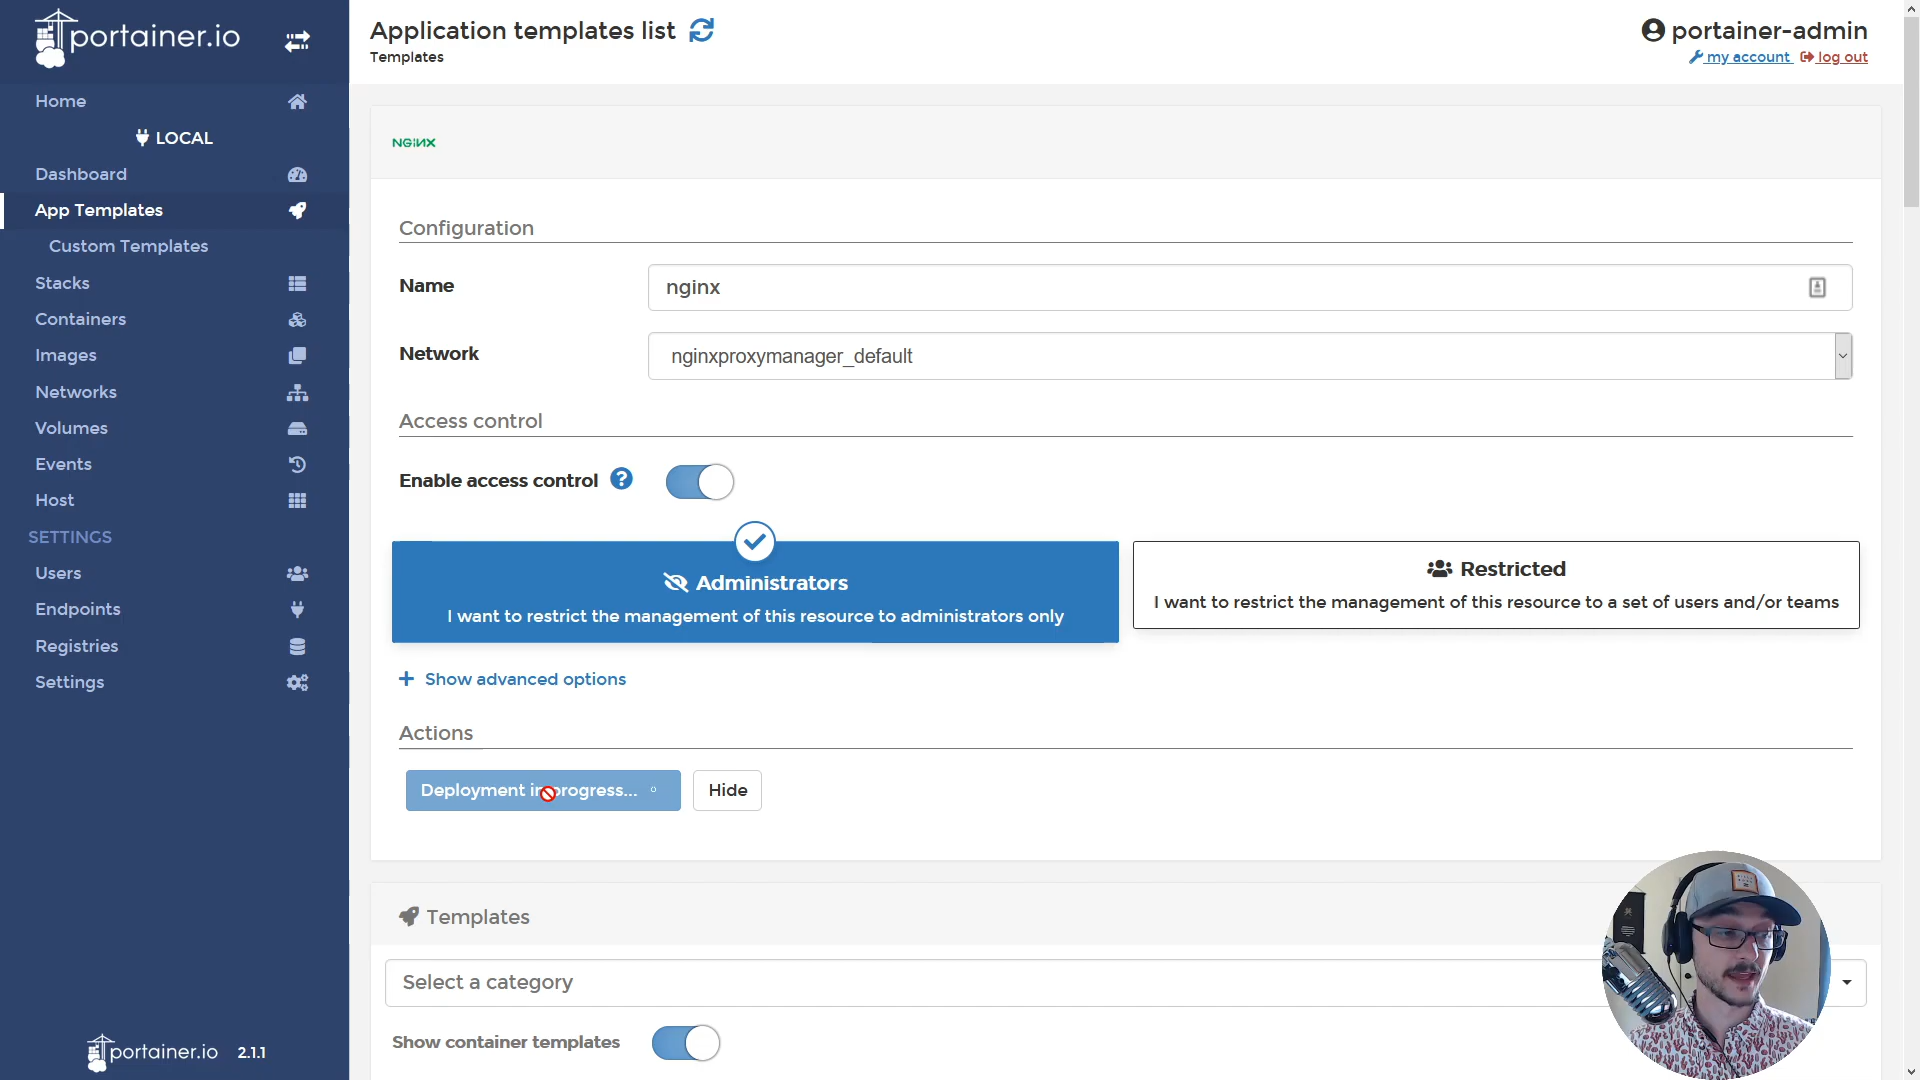 portainer.io
Home
LOCAL
Dashboard
App Templates
Custom Templates
Stacks
Containers
Images
Networks
Volumes
Events
Host
SETTINGS
Users
Endpoints
Registries
Settings
portainer.io 2.1.1
Application templates list
Templates
portainer-admin
my account log out
NGINX
Configuration
Name nginx
Network nginxproxymanager_default
Access control
Enable access control
Administrators
I want to restrict the management of this resource to administrators only
Restricted
I want to restrict the management of this resource to a set of users and/or teams
+ Show advanced options
Actions
Deployment in progress... Hide
Templates
Select a category
Show container templates